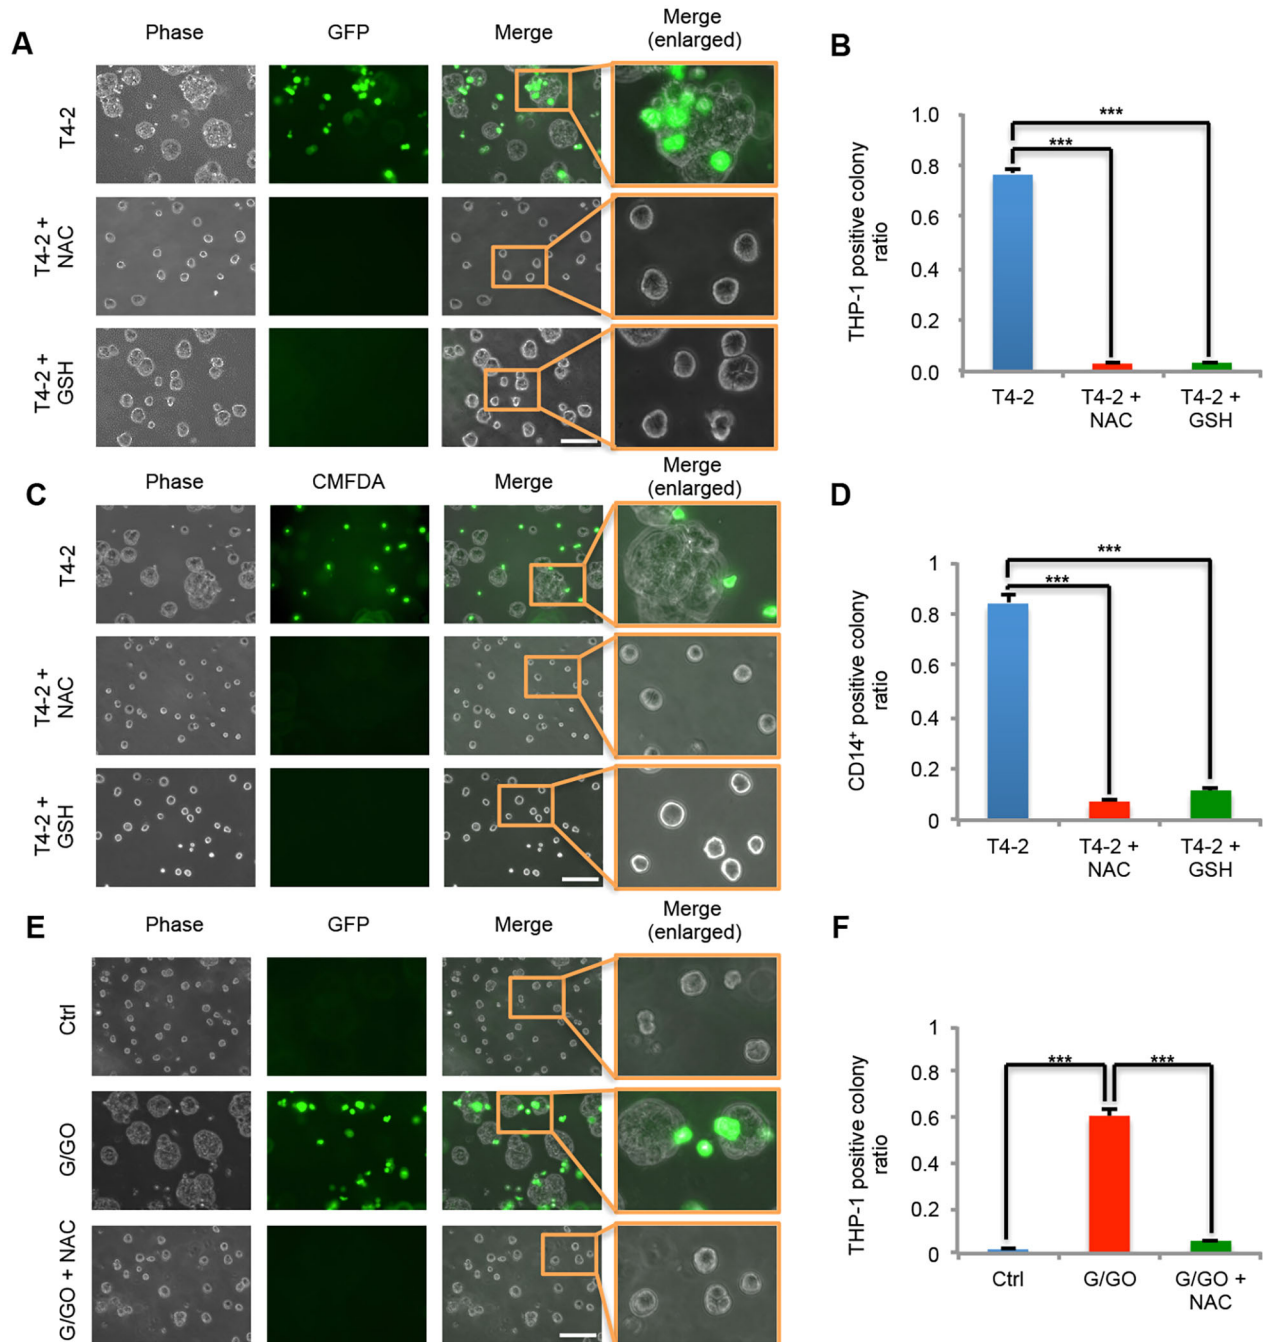 A
Phase
GFP
Merge
Merge
(enlarged)
T4-2
T4-2 +
NAC
T4-2 +
GSH
B
THP-1 positive colony
ratio
1.0
0.8
0.6
0.4
0.2
0.0
***
***
T4-2
T4-2 +
NAC
T4-2 +
GSH
C
Phase
CMFDA
Merge
Merge
(enlarged)
T4-2
T4-2 +
NAC
T4-2 +
GSH
D
CD14⁺ positive colony
ratio
1
0.8
0.6
0.4
0.2
0
***
***
T4-2
T4-2 +
NAC
T4-2 +
GSH
E
Phase
GFP
Merge
Merge
(enlarged)
Ctrl
G/GO
G/GO + NAC
F
THP-1 positive colony
ratio
1
0.8
0.6
0.4
0.2
0
***
***
Ctrl
G/GO
G/GO +
NAC